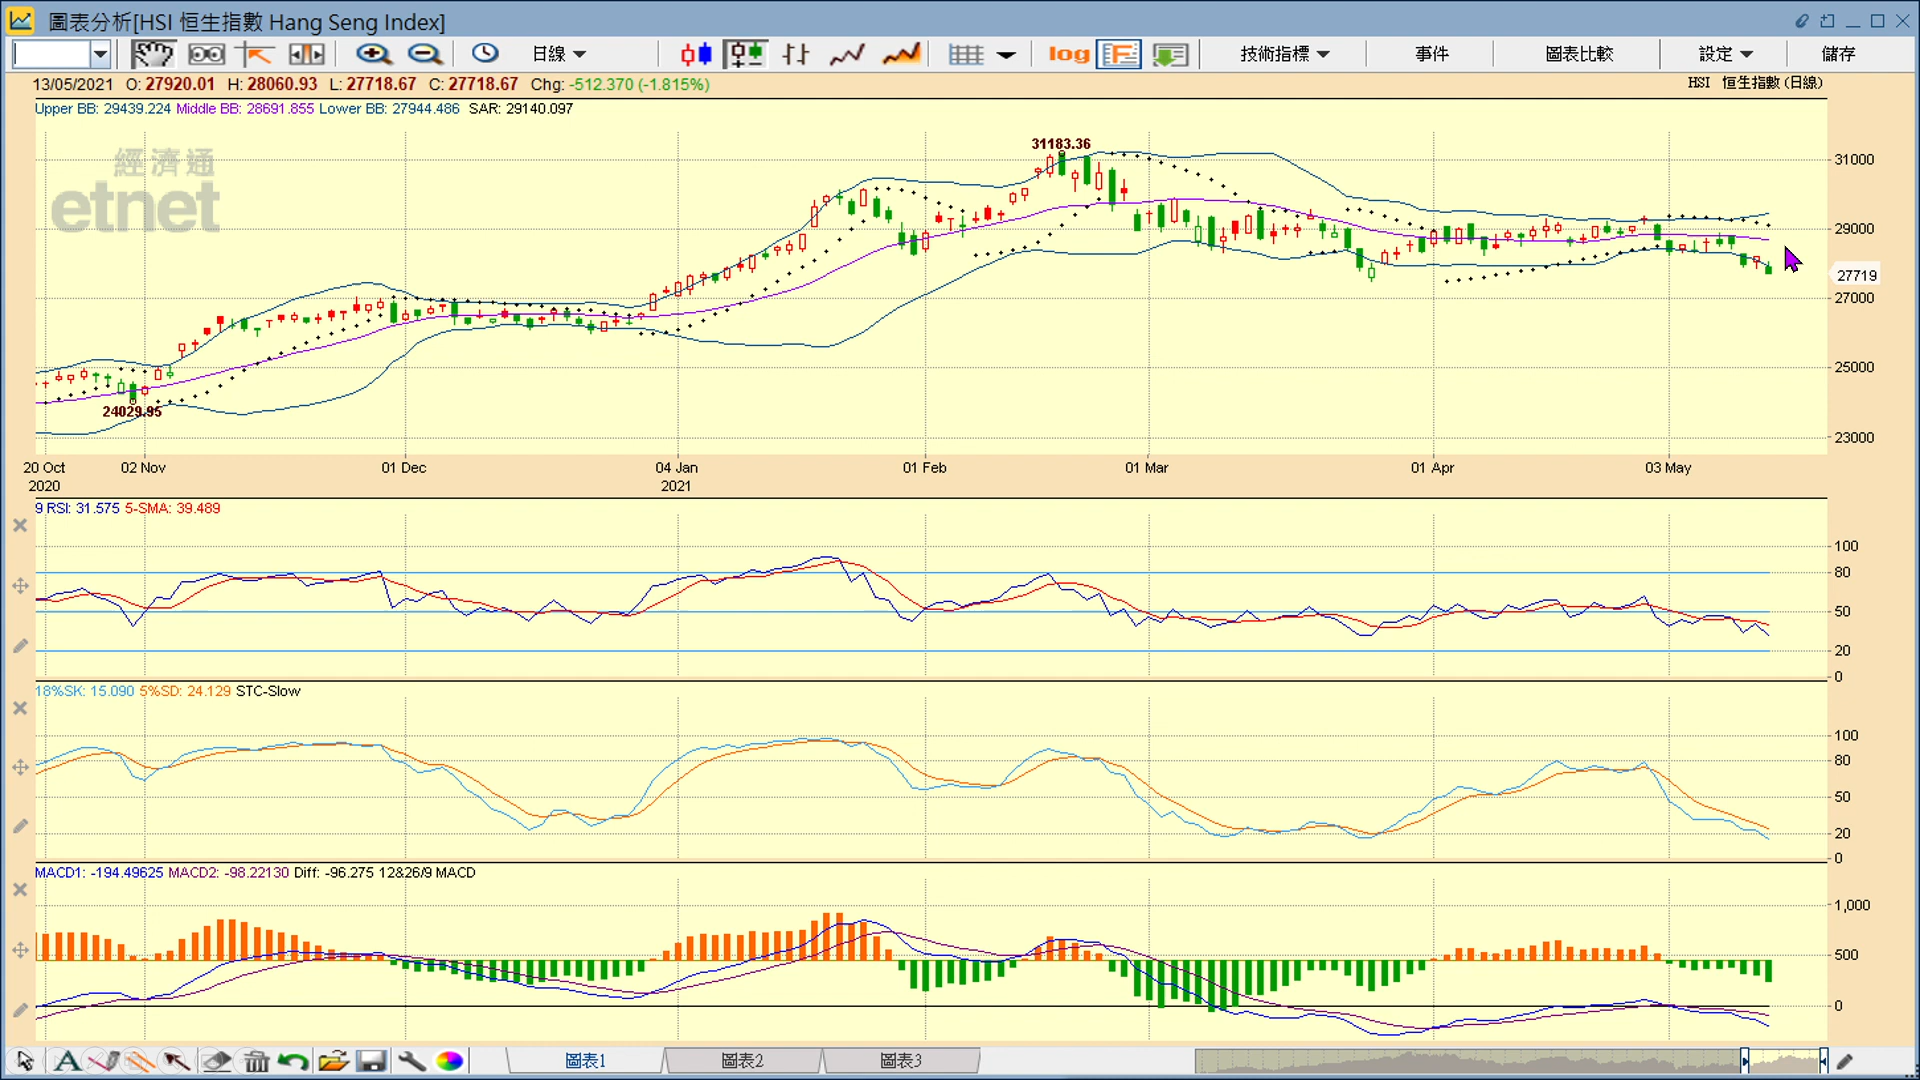 圖表分析[HSI 恒生指數 Hang Seng Index]
日線
log
技術指標
事件
圖表比較
設定
儲存
13/05/2021 O: 27920.01 H: 28060.93 L: 27718.67 C: 27718.67 Chg: -512.370 (-1.815%)
HSI 恒生指數 (日線)
Upper BB: 29439.224 Middle BB: 28691.855 Lower BB: 27944.486 SAR: 29140.097
經濟通
etnet
31183.36
24029.95
31000
29000
27719
27000
25000
23000
20 Oct 02 Nov 01 Dec 04 Jan 01 Feb 01 Mar 01 Apr 03 May
2020 2021
9 RSI: 31.575 5-SMA: 39.489
100
80
50
20
0
18%SK: 15.090 5%SD: 24.129 STC-Slow
100
80
50
20
0
MACD1: -194.49625 MACD2: -98.22130 Diff: -96.275 12&26/9 MACD
1,000
500
0
圖表1
圖表2
圖表3